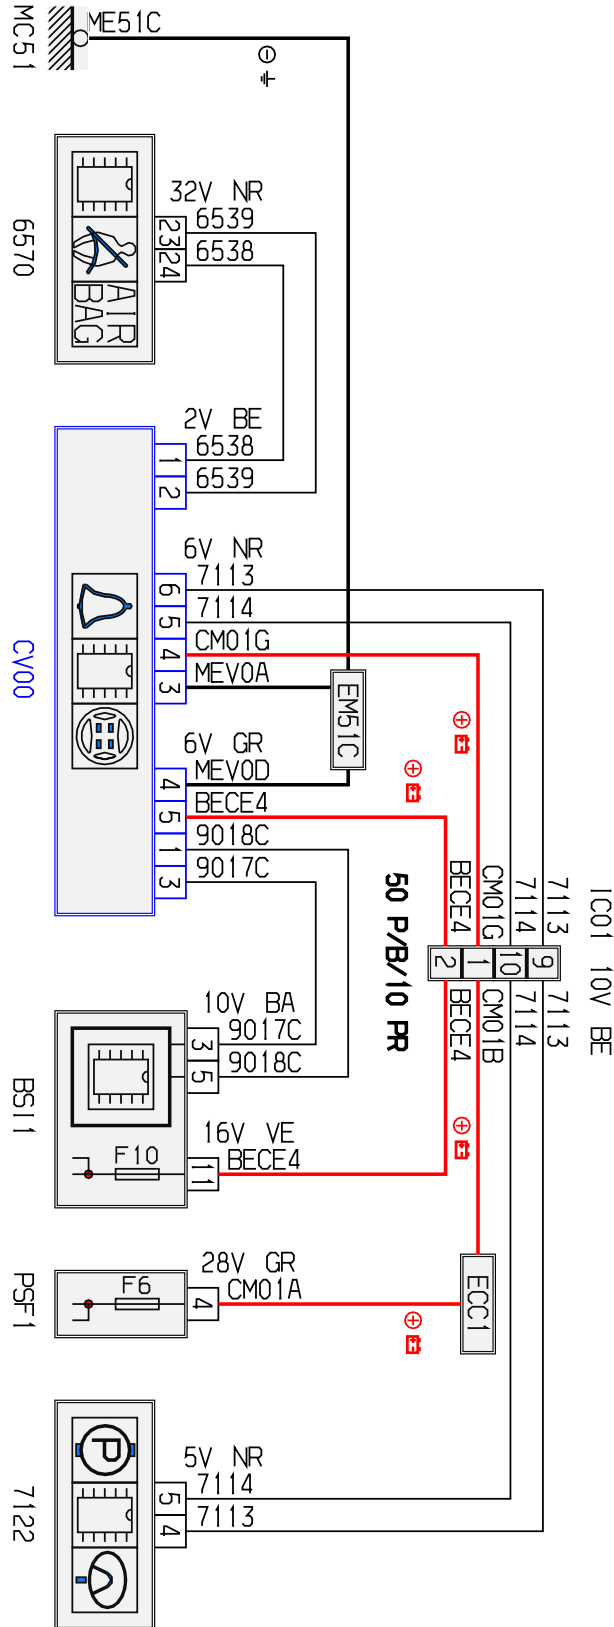 MC51
ME51C
6570
32V NR
6539
6538
23
24
AIR
BAG
2V BE
6538
6539
1
2
6V NR
7113
7114
CM01G
MEV0A
6
5
4
3
CV00
EM51C
6V GR
MEV0D
BECE4
9018C
9017C
4
5
1
3
50 P/B/10 PR
1C01 10V BE
7113
7114
CM01G
BECE4
9
10
1
2
7113
7114
CM01B
BECE4
BSI1
10V BA
9017C
9018C
3
5
16V VE
BECE4
11
F10
PSF1
28V GR
CM01A
4
F6
ECC1
7122
5V NR
7114
7113
5
4
P